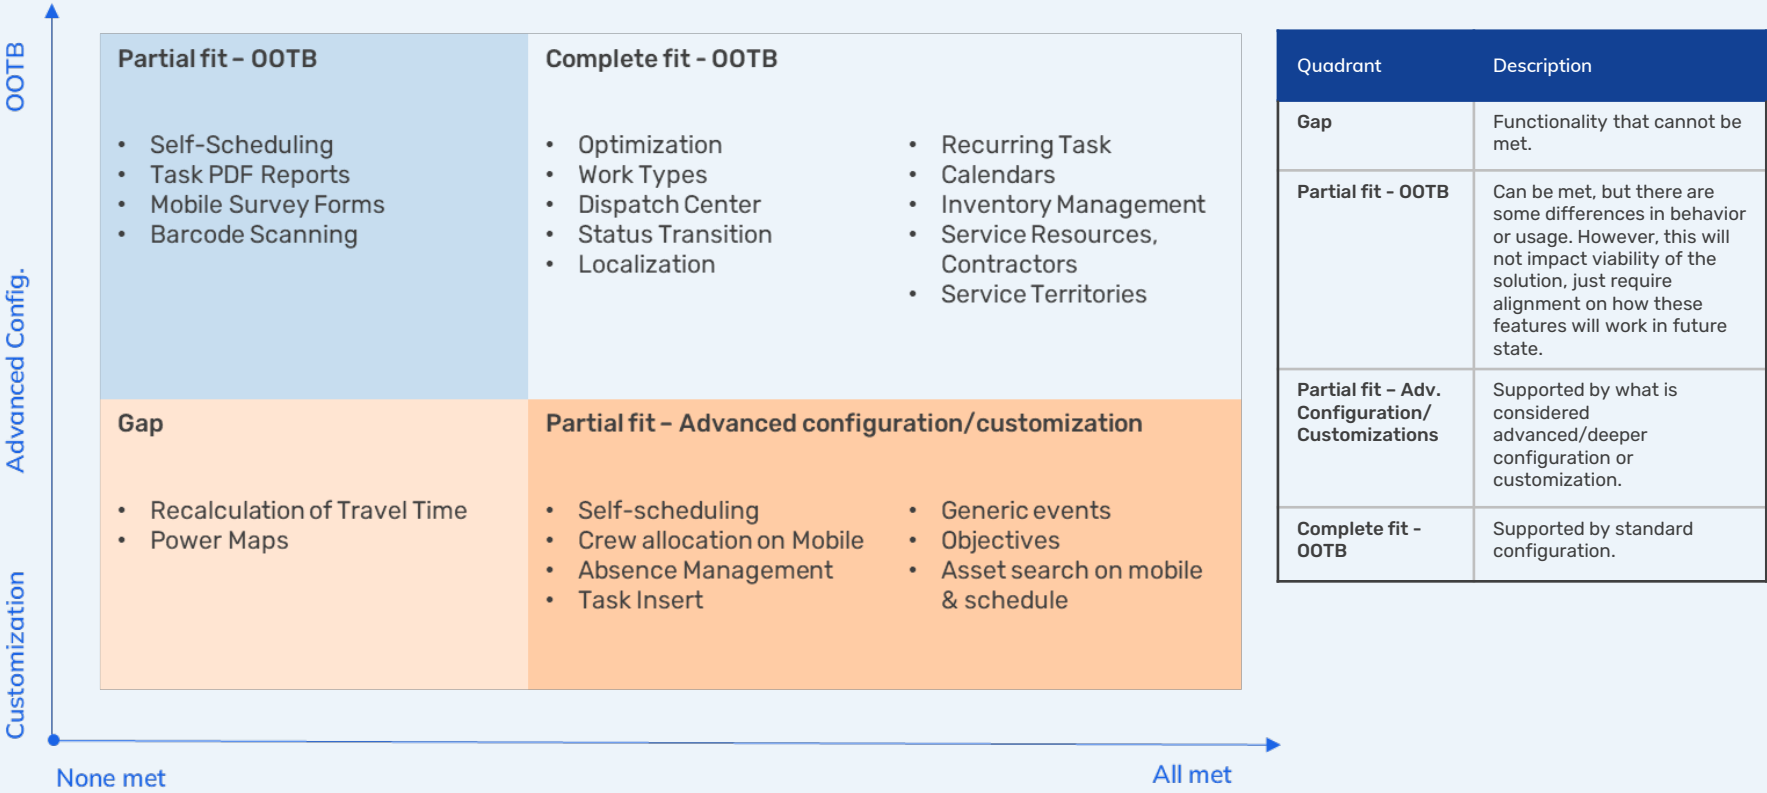 OOTB
Advanced Config.
Customization
Partial fit – OOTB
• Self-Scheduling
• Task PDF Reports
• Mobile Survey Forms
• Barcode Scanning
Complete fit - OOTB
• Optimization
• Work Types
• Dispatch Center
• Status Transition
• Localization
• Recurring Task
• Calendars
• Inventory Management
• Service Resources,
Contractors
• Service Territories
Gap
• Recalculation of Travel Time
• Power Maps
Partial fit – Advanced configuration/customization
• Self-scheduling
• Crew allocation on Mobile
• Absence Management
• Task Insert
• Generic events
• Objectives
• Asset search on mobile
& schedule
None met
All met
Quadrant
Description
Gap
Functionality that cannot be
met.
Partial fit - OOTB
Can be met, but there are
some differences in behavior
or usage. However, this will
not impact viability of the
solution, just require
alignment on how these
features will work in future
state.
Partial fit – Adv.
Configuration/
Customizations
Supported by what is
considered
advanced/deeper
configuration or
customization.
Complete fit -
OOTB
Supported by standard
configuration.